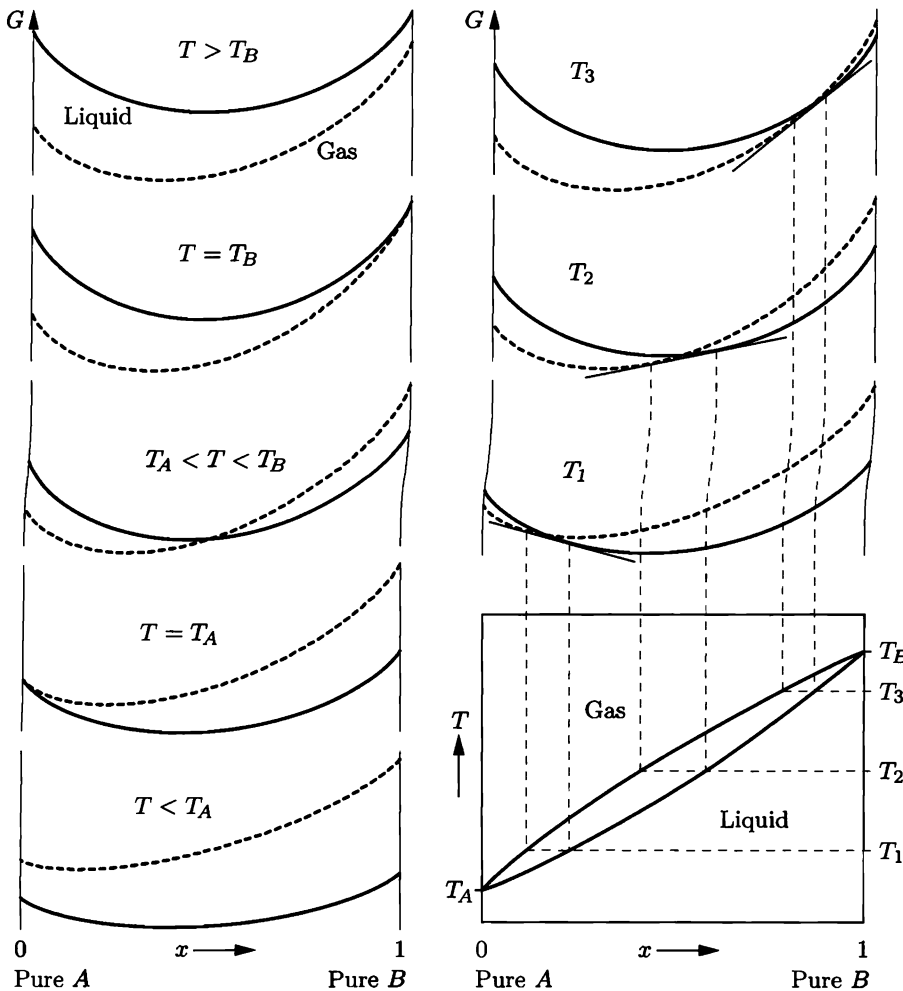 G
T > T_B
Liquid
Gas
T = T_B
T_A < T < T_B
T = T_A
T < T_A
0 x 1
Pure A Pure B
G
T_3
T_2
T_1
T_B
T_3
Gas
T
T_2
Liquid
T_1
T_A
0 x 1
Pure A Pure B